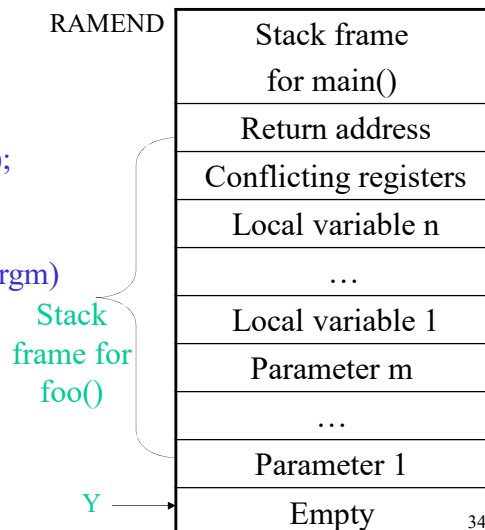 RAMEND
Stack frame
for main()
Return address
);
Conflicting registers
Local variable n
…
rgm)
Local variable 1
Stack
frame for
foo()
Parameter m
…
Parameter 1
Y
Empty
34